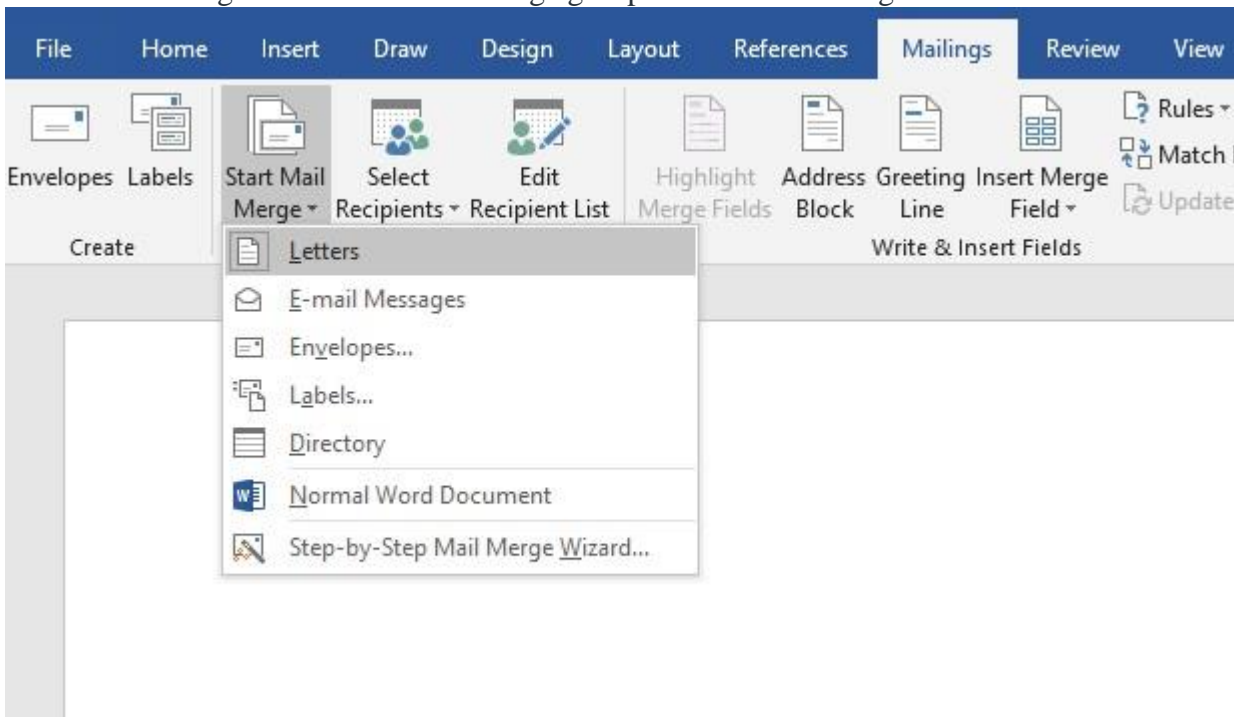 File Home Insert Draw Design Layout References Mailings Review View
Envelopes Labels Start Mail Merge Select Recipients Edit Recipient List Highlight Merge Fields Address Block Greeting Line Insert Merge Field Rules
Match
Update
Create Write & Insert Fields
Letters
E-mail Messages
Envelopes...
Labels...
Directory
Normal Word Document
Step-by-Step Mail Merge Wizard...